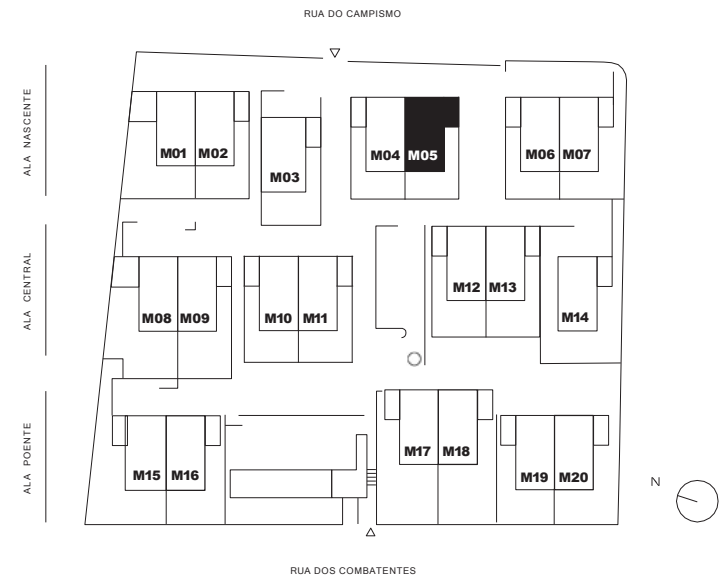 RUA DO CAMPISMO
ALA NASCENTE
M01 M02
M03
M04 M05
M06 M07
ALA CENTRAL
M08 M09
M10 M11
M12 M13
M14
ALA POENTE
M15 M16
M17 M18
M19 M20
N
RUA DOS COMBATENTES